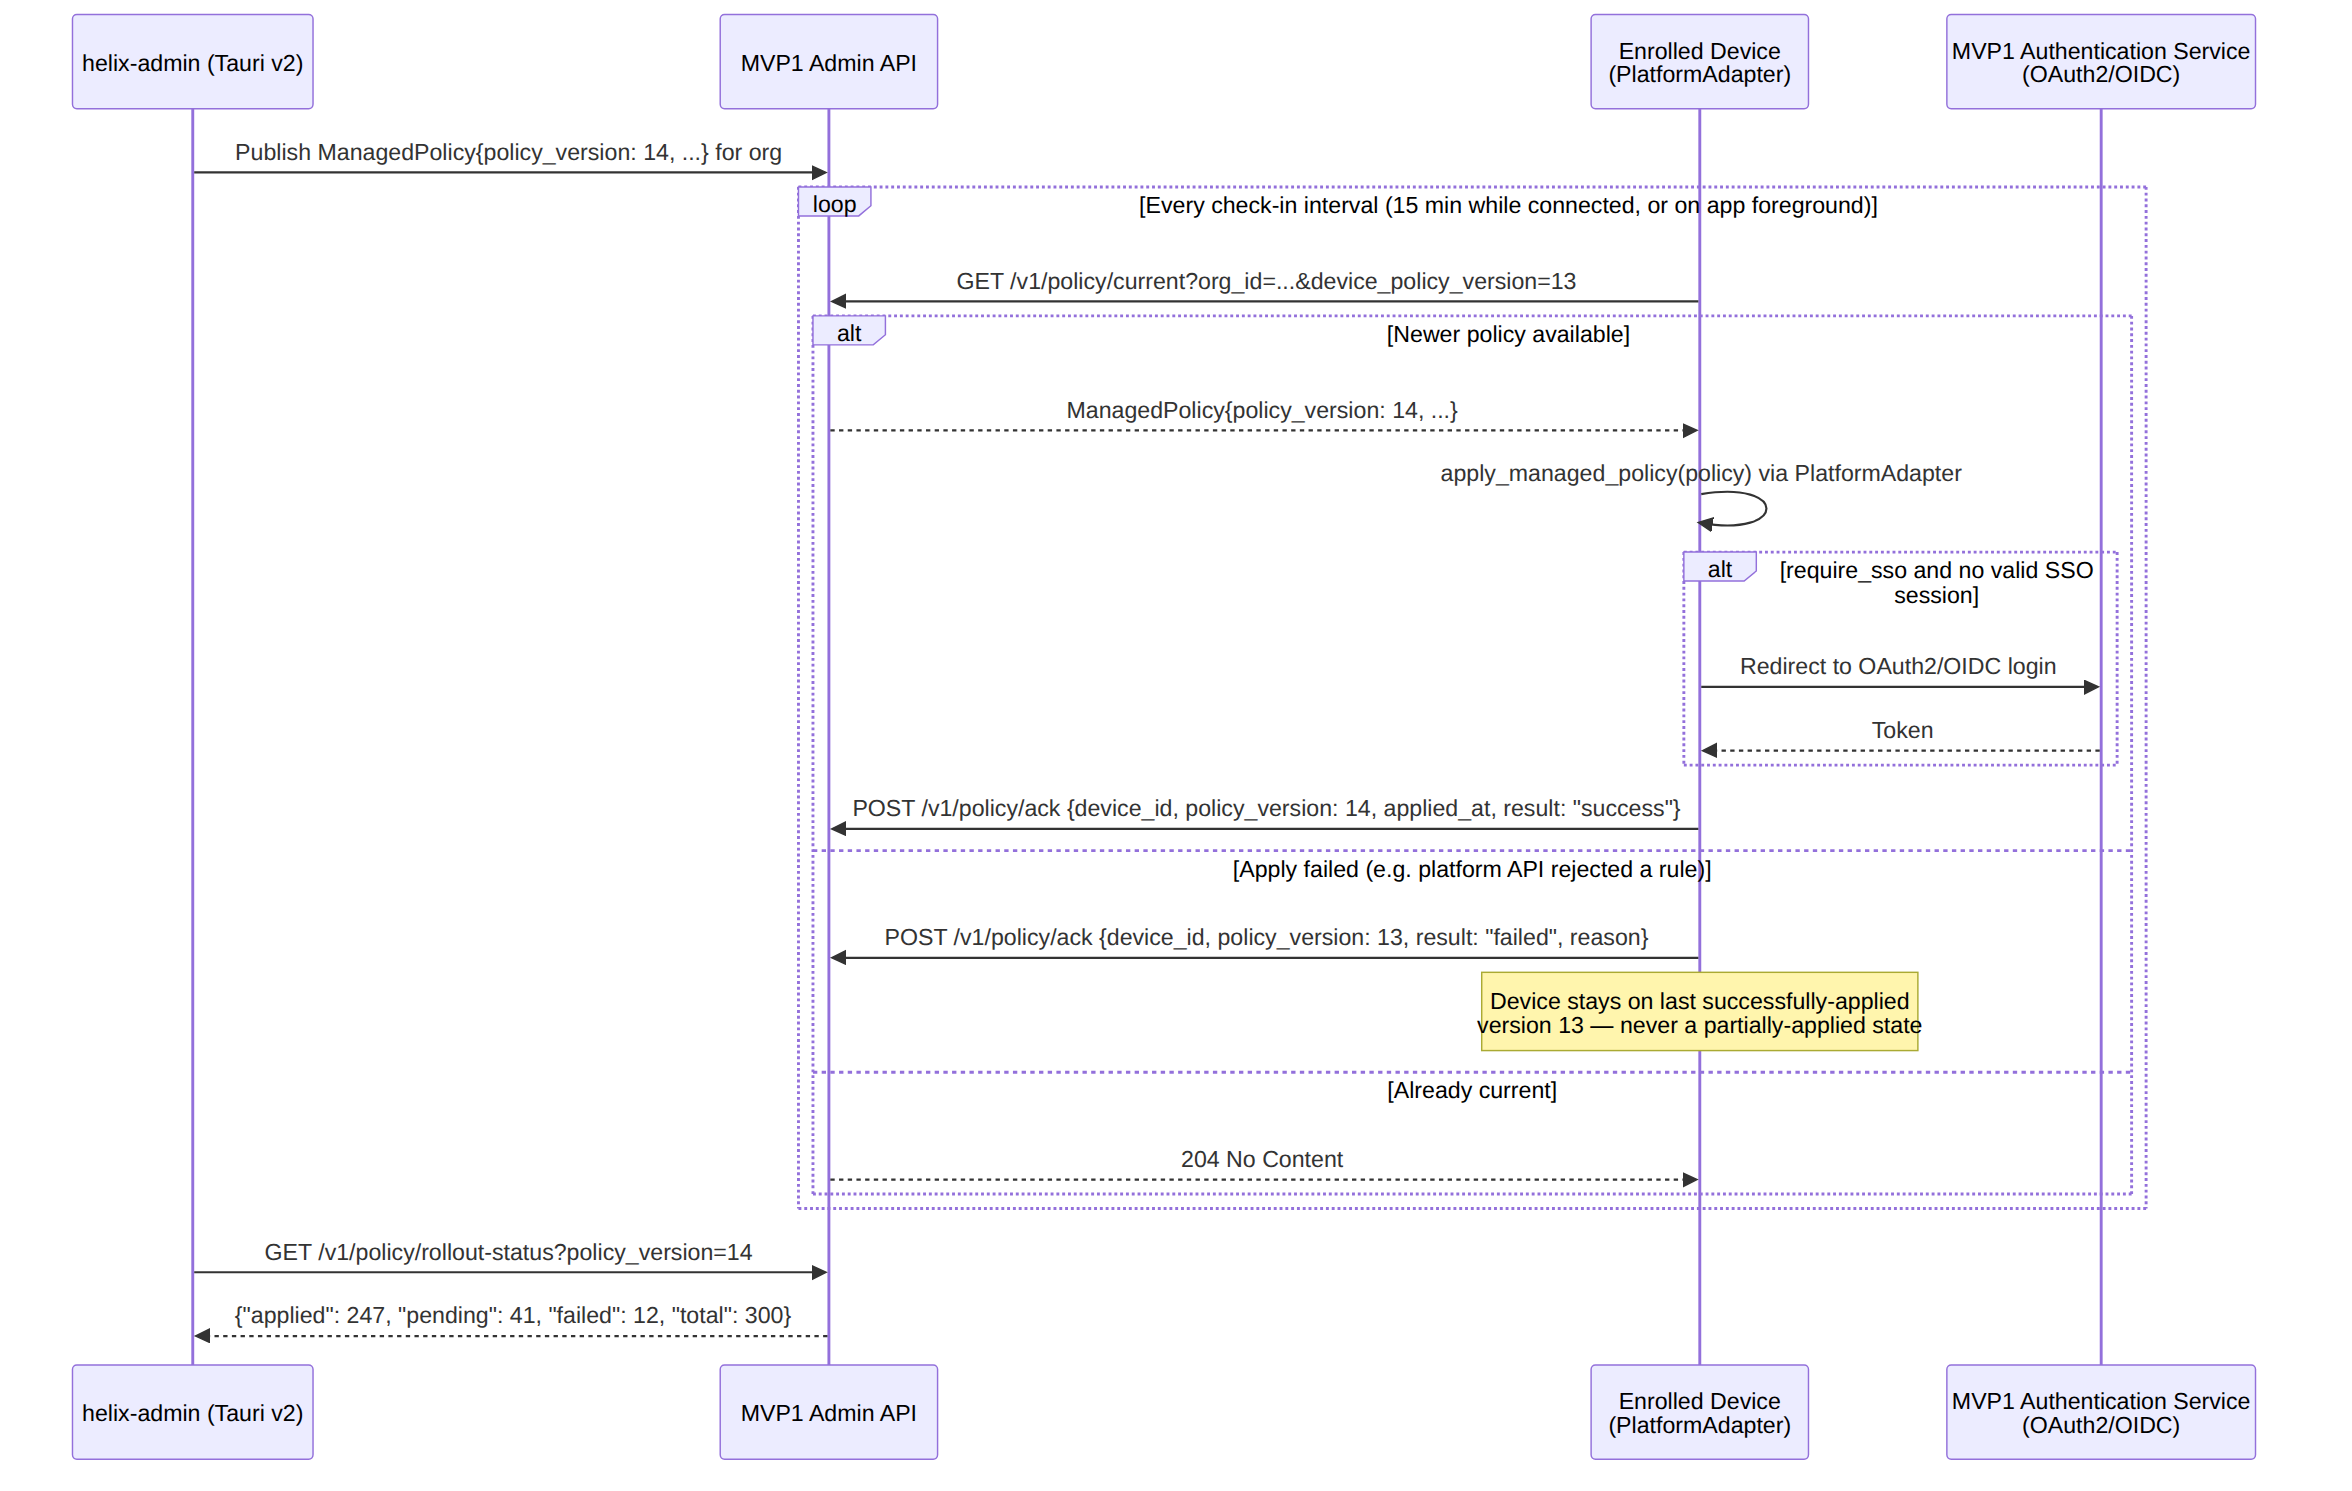 helix-admin (Tauri v2)
MVP1 Admin API
Enrolled Device
(PlatformAdapter)
MVP1 Authentication Service
(OAuth2/OIDC)
Publish ManagedPolicy{policy_version: 14, ...} for org
loop
[Every check-in interval (15 min while connected, or on app foreground)]
GET /v1/policy/current?org_id=...&device_policy_version=13
alt
[Newer policy available]
ManagedPolicy{policy_version: 14, ...}
apply_managed_policy(policy) via PlatformAdapter
alt
[require_sso and no valid SSO
session]
Redirect to OAuth2/OIDC login
Token
POST /v1/policy/ack {device_id, policy_version: 14, applied_at, result: "success"}
[Apply failed (e.g. platform API rejected a rule)]
POST /v1/policy/ack {device_id, policy_version: 13, result: "failed", reason}
Device stays on last successfully-applied
version 13 — never a partially-applied state
[Already current]
204 No Content
GET /v1/policy/rollout-status?policy_version=14
{"applied": 247, "pending": 41, "failed": 12, "total": 300}
helix-admin (Tauri v2)
MVP1 Admin API
Enrolled Device
(PlatformAdapter)
MVP1 Authentication Service
(OAuth2/OIDC)